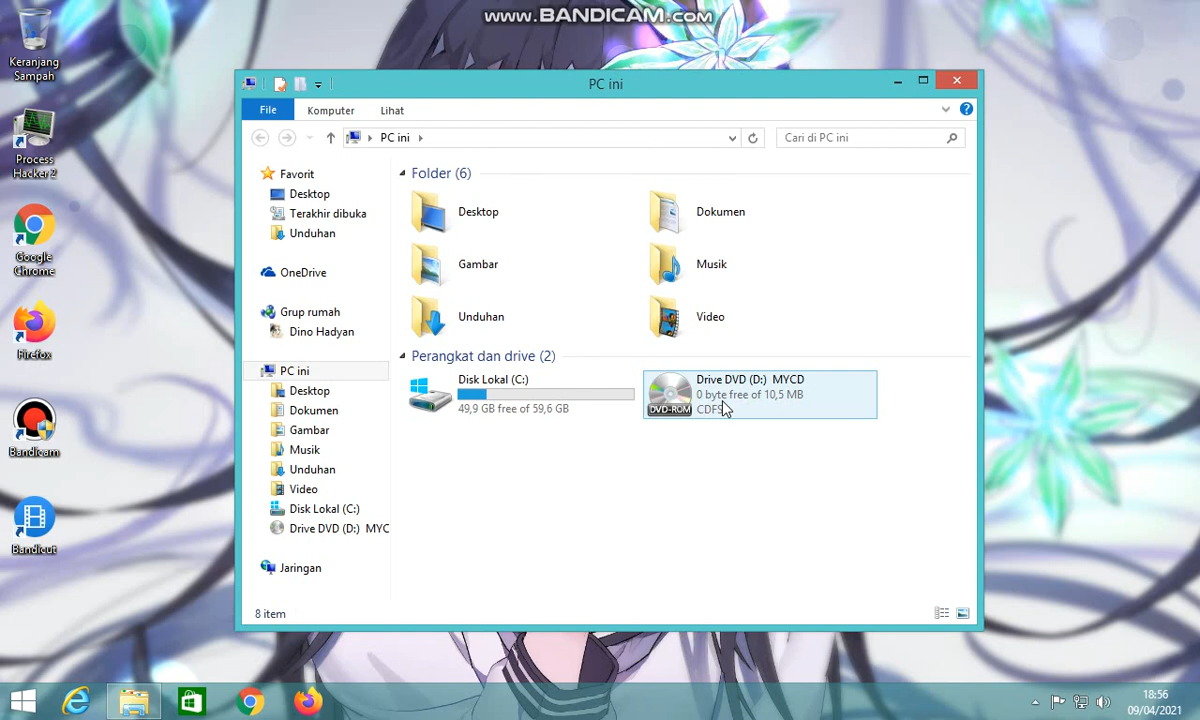 www.BANDICAM.com
Keranjang
Sampah
Process
Hacker 2
Google
Chrome
Firefox
Bandicam
Bandicut
PC ini
File
Komputer
Lihat
PC ini
Cari di PC ini
Favorit
Desktop
Terakhir dibuka
Unduhan
OneDrive
Grup rumah
Dino Hadyan
PC ini
Desktop
Dokumen
Gambar
Musik
Unduhan
Video
Disk Lokal (C:)
Drive DVD (D:) MYC
Jaringan
Folder (6)
Desktop
Dokumen
Gambar
Musik
Unduhan
Video
Perangkat dan drive (2)
Disk Lokal (C:)
49,9 GB free of 59,6 GB
Drive DVD (D:) MYCD
0 byte free of 10,5 MB
CDFS
DVD-ROM
8 item
18:56
09/04/2021